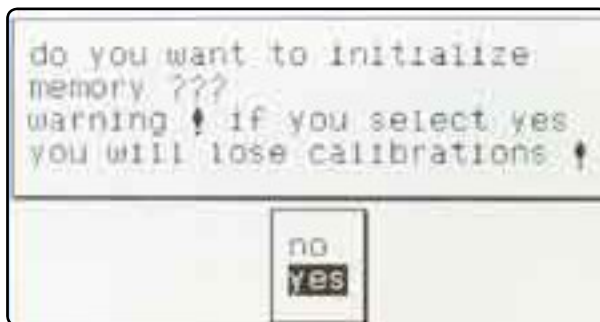 do you want to initialize
memory ???
warning ! if you select yes
you will lose calibrations !
no
yes